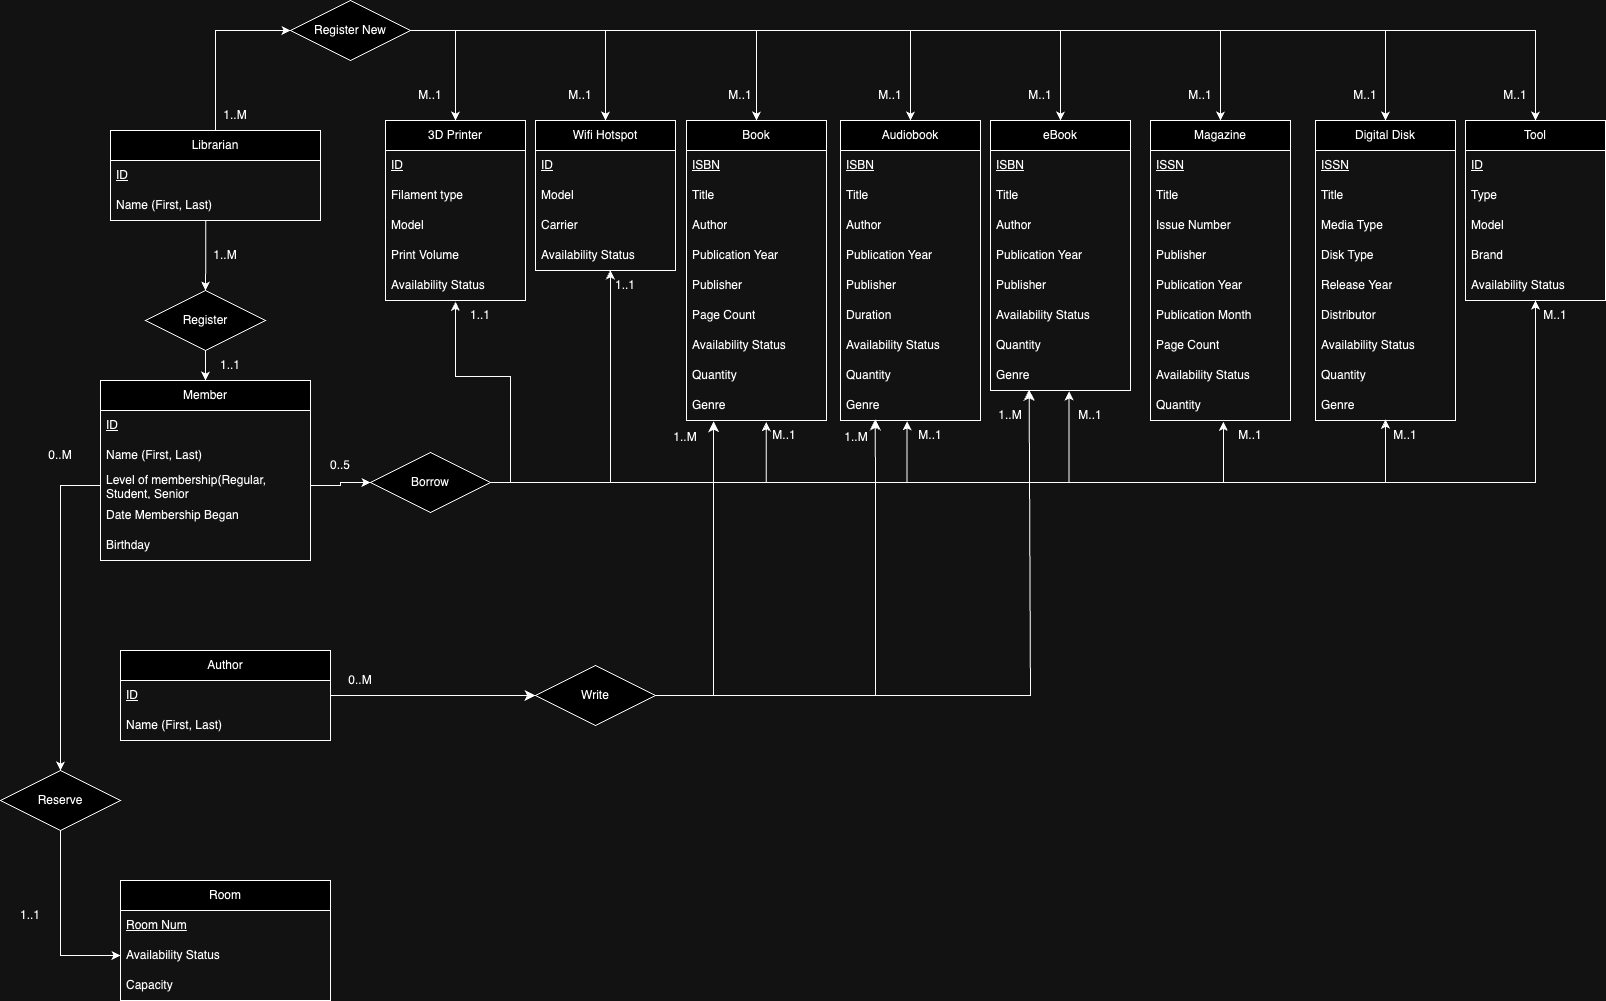 Register New
1..M
M..1
M..1
M..1
M..1
M..1
M..1
M..1
M..1
Librarian
ID
Name (First, Last)
1..M
Register
1..1
3D Printer
ID
Filament type
Model
Print Volume
Availability Status
1..1
Wifi Hotspot
ID
Model
Carrier
Availability Status
1..1
Book
ISBN
Title
Author
Publication Year
Publisher
Page Count
Availability Status
Quantity
Genre
1..M
M..1
Audiobook
ISBN
Title
Author
Publication Year
Publisher
Duration
Availability Status
Quantity
Genre
1..M
M..1
eBook
ISBN
Title
Author
Publication Year
Publisher
Availability Status
Quantity
Genre
1..M
M..1
Magazine
ISSN
Title
Issue Number
Publisher
Publication Year
Publication Month
Page Count
Availability Status
Quantity
M..1
Digital Disk
ISSN
Title
Media Type
Disk Type
Release Year
Distributor
Availability Status
Quantity
Genre
M..1
Tool
ID
Type
Model
Brand
Availability Status
M..1
Member
ID
Name (First, Last)
Level of membership(Regular,
Student, Senior
Date Membership Began
Birthday
0..M
0..5
Borrow
Author
ID
Name (First, Last)
0..M
Write
Reserve
1..1
Room
Room Num
Availability Status
Capacity